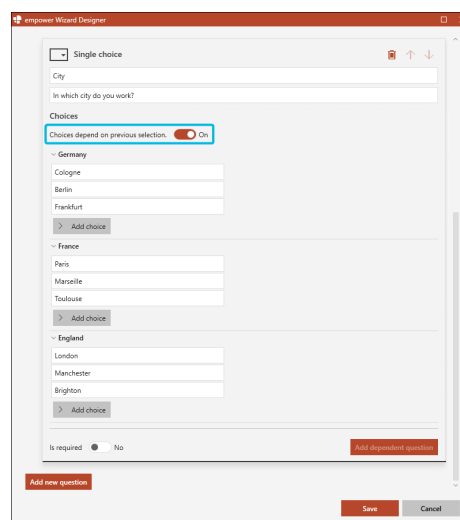 empower Wizard Designer
Single choice
City
In which city do you work?
Choices
Choices depend on previous selection. On
Germany
Cologne
Berlin
Frankfurt
Add choice
France
Paris
Marseille
Toulouse
Add choice
England
London
Manchester
Brighton
Add choice
Is required No Add dependent question
Add new question
Save Cancel